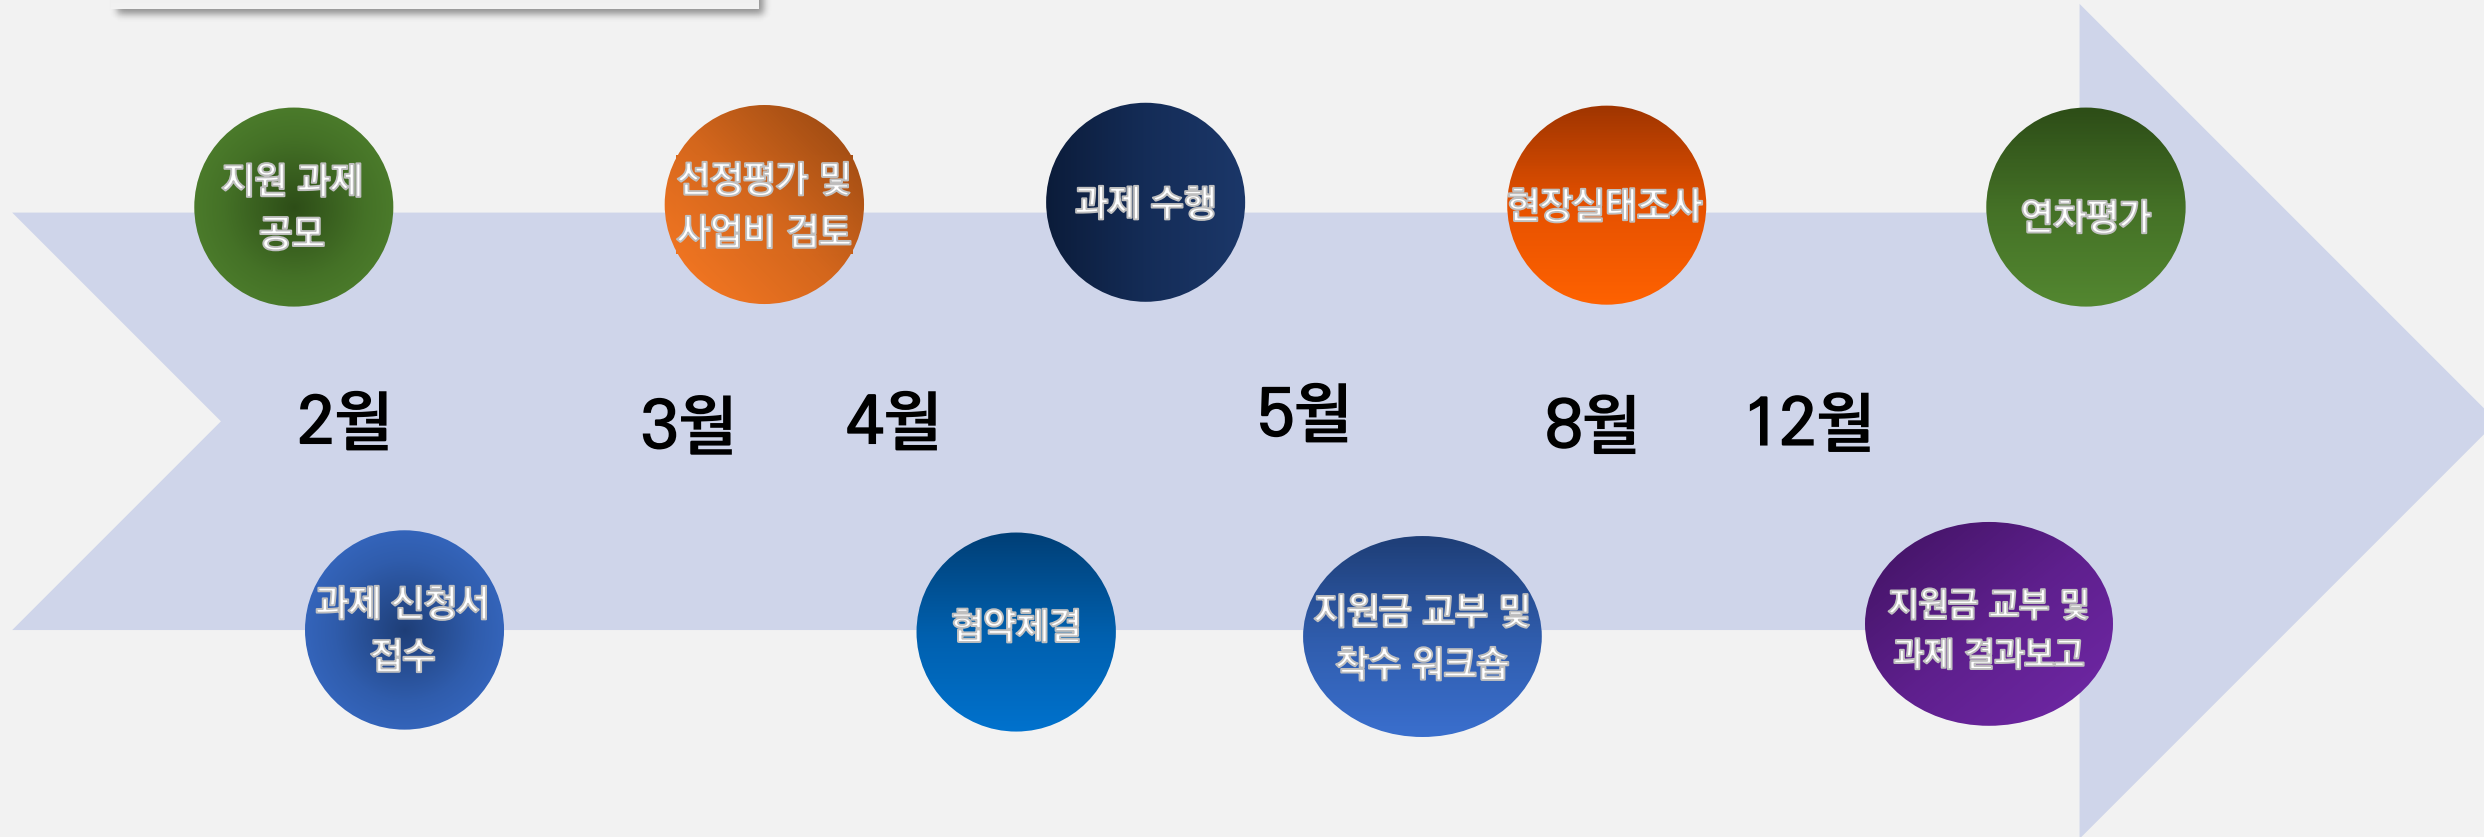 지원 과제
공모
선정평가 및
사업비 검토
과제 수행
현장실태조사
연차평가
2월
3월
4월
5월
8월
12월
과제 신청서
접수
협약체결
지원금 교부 및
착수 워크숍
지원금 교부 및
과제 결과보고